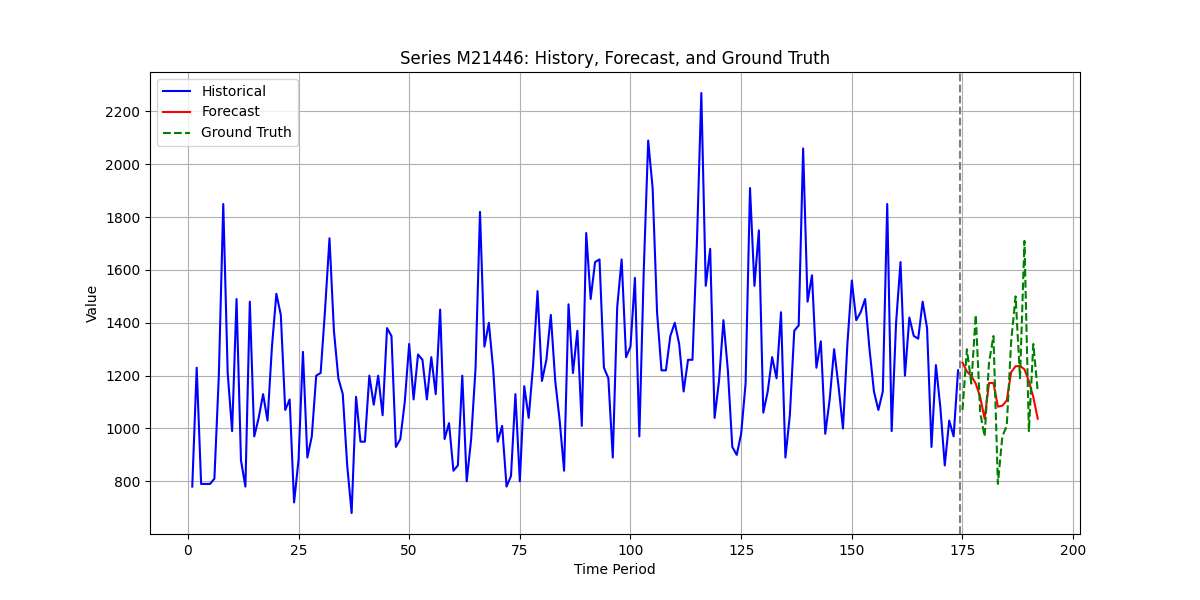 Series M21446: History, Forecast, and Ground Truth
Historical
Forecast
Ground Truth
Value
2200
2000
1800
1600
1400
1200
1000
800
0 25 50 75 100 125 150 175 200
Time Period